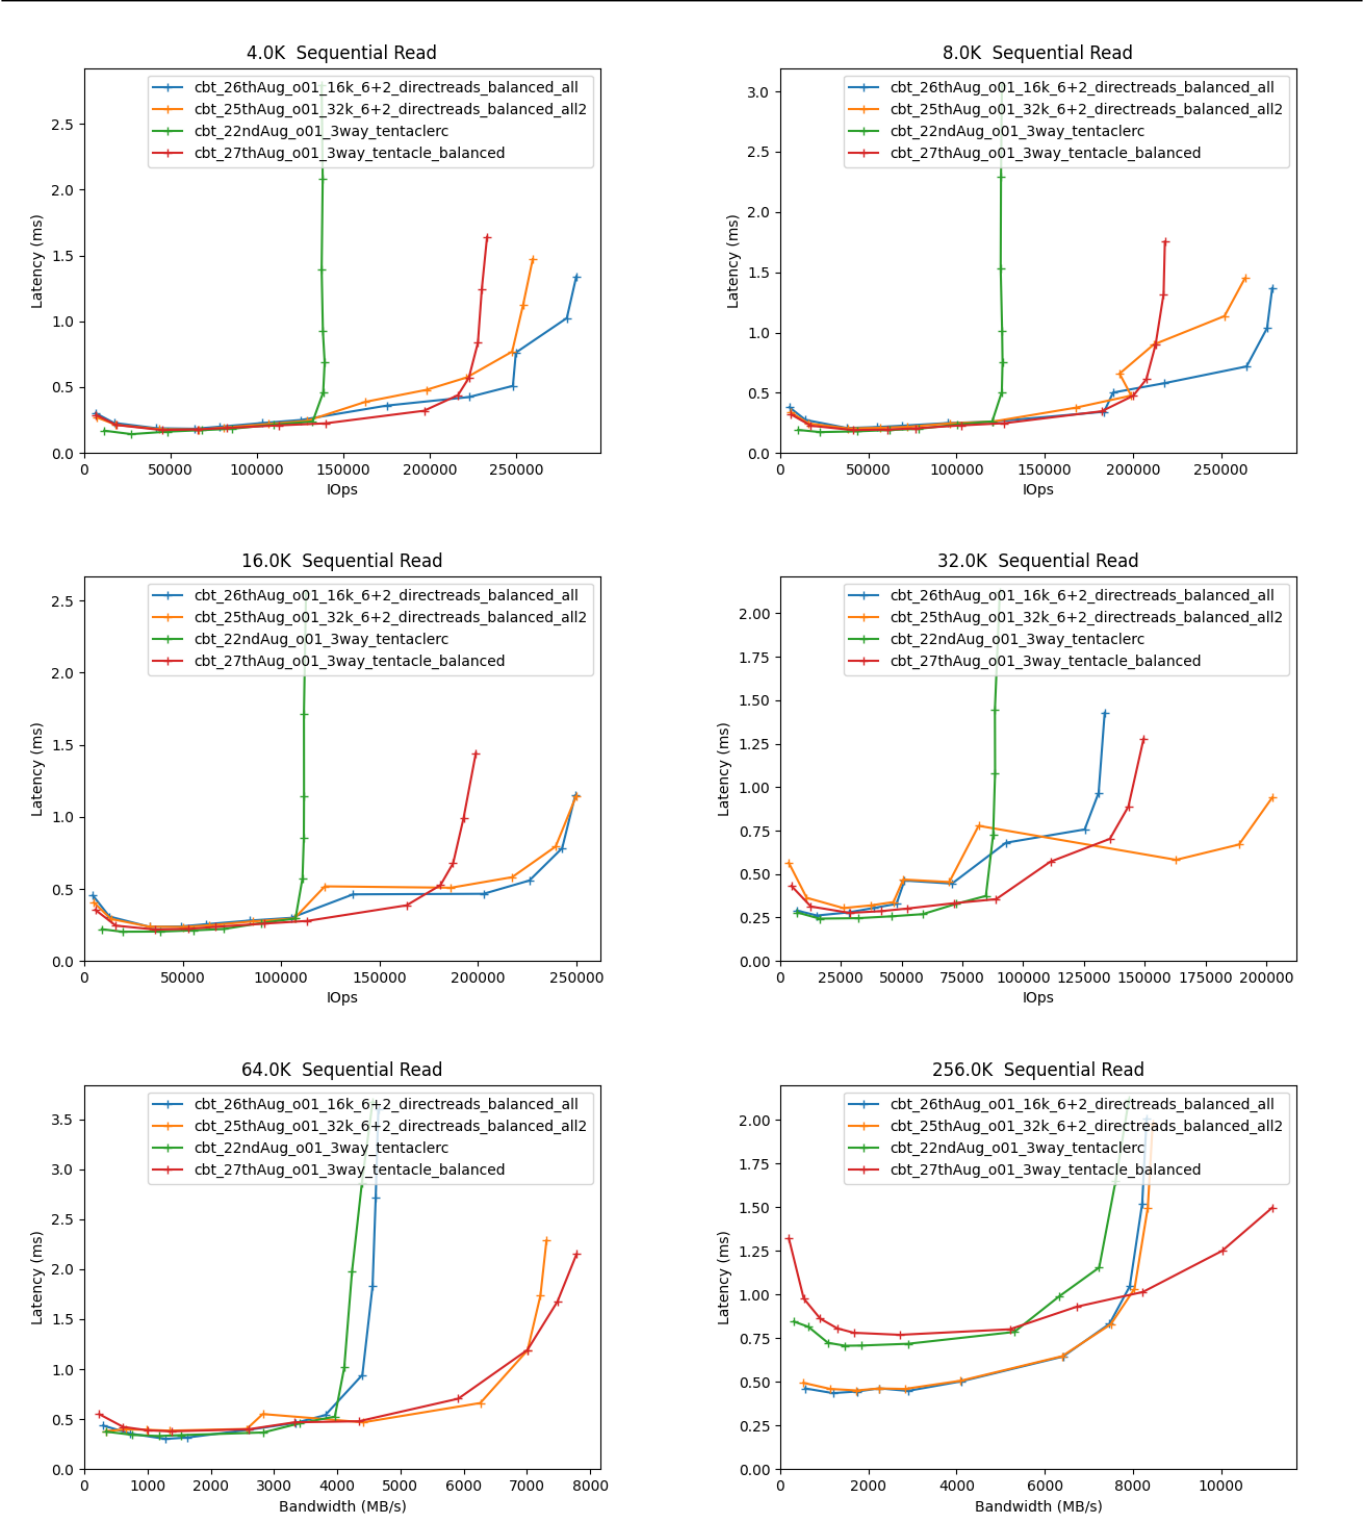 4.0K  Sequential Read
cbt_26thAug_o01_16k_6+2_directreads_balanced_all
cbt_25thAug_o01_32k_6+2_directreads_balanced_all2
cbt_22ndAug_o01_3way_tentaclerc
cbt_27thAug_o01_3way_tentacle_balanced
2.5
2.0
1.5
1.0
0.5
0.0
Latency (ms)
0 50000 100000 150000 200000 250000
IOps
8.0K  Sequential Read
cbt_26thAug_o01_16k_6+2_directreads_balanced_all
cbt_25thAug_o01_32k_6+2_directreads_balanced_all2
cbt_22ndAug_o01_3way_tentaclerc
cbt_27thAug_o01_3way_tentacle_balanced
3.0
2.5
2.0
1.5
1.0
0.5
0.0
Latency (ms)
0 50000 100000 150000 200000 250000
IOps
16.0K  Sequential Read
cbt_26thAug_o01_16k_6+2_directreads_balanced_all
cbt_25thAug_o01_32k_6+2_directreads_balanced_all2
cbt_22ndAug_o01_3way_tentaclerc
cbt_27thAug_o01_3way_tentacle_balanced
2.5
2.0
1.5
1.0
0.5
0.0
Latency (ms)
0 50000 100000 150000 200000 250000
IOps
32.0K  Sequential Read
cbt_26thAug_o01_16k_6+2_directreads_balanced_all
cbt_25thAug_o01_32k_6+2_directreads_balanced_all2
cbt_22ndAug_o01_3way_tentaclerc
cbt_27thAug_o01_3way_tentacle_balanced
2.00
1.75
1.50
1.25
1.00
0.75
0.50
0.25
0.00
Latency (ms)
0 25000 50000 75000 100000 125000 150000 175000 200000
IOps
64.0K  Sequential Read
cbt_26thAug_o01_16k_6+2_directreads_balanced_all
cbt_25thAug_o01_32k_6+2_directreads_balanced_all2
cbt_22ndAug_o01_3way_tentaclerc
cbt_27thAug_o01_3way_tentacle_balanced
3.5
3.0
2.5
2.0
1.5
1.0
0.5
0.0
Latency (ms)
0 1000 2000 3000 4000 5000 6000 7000 8000
Bandwidth (MB/s)
256.0K  Sequential Read
cbt_26thAug_o01_16k_6+2_directreads_balanced_all
cbt_25thAug_o01_32k_6+2_directreads_balanced_all2
cbt_22ndAug_o01_3way_tentaclerc
cbt_27thAug_o01_3way_tentacle_balanced
2.00
1.75
1.50
1.25
1.00
0.75
0.50
0.25
0.00
Latency (ms)
0 2000 4000 6000 8000 10000
Bandwidth (MB/s)